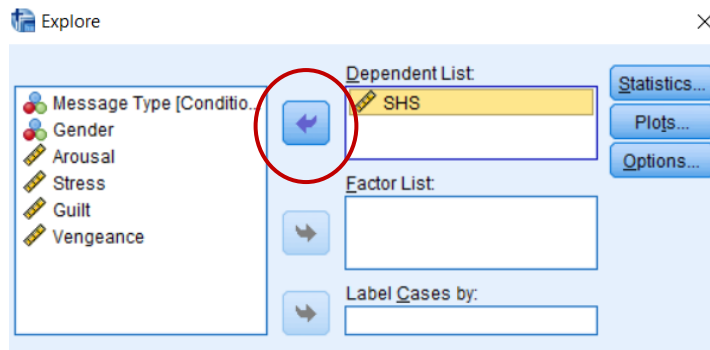 Explore
Message Type [Conditio...
Gender
Arousal
Stress
Guilt
Vengeance
Dependent List:
SHS
Factor List:
Label Cases by:
Statistics...
Plots...
Options...